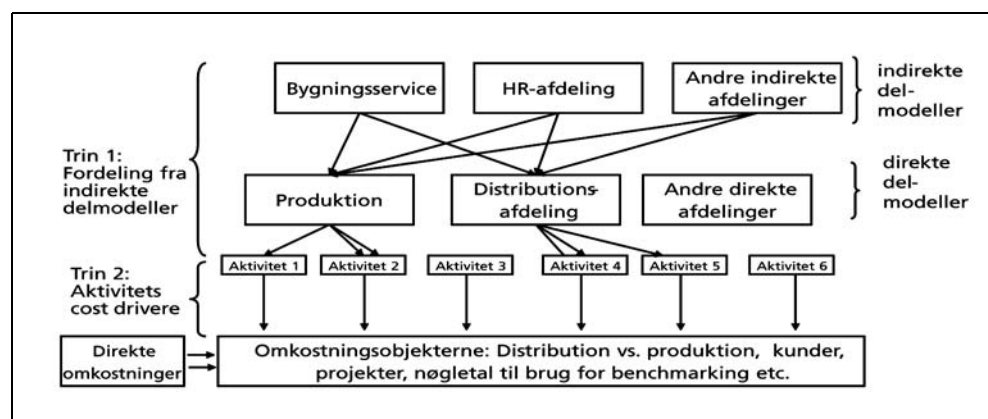 Trin 1:
Fordeling fra
indirekte
delmodeller
Bygningsservice
HR-afdeling
Andre indirekte
afdelinger
indirekte
del-
modeller
Produktion
Distributions-
afdeling
Andre direkte
afdelinger
direkte
del-
modeller
Trin 2:
Aktivitets
cost drivere
Aktivitet 1
Aktivitet 2
Aktivitet 3
Aktivitet 4
Aktivitet 5
Aktivitet 6
Direkte
omkostninger
Omkostningsobjekterne: Distribution vs. produktion, kunder,
projekter, nøgletal til brug for benchmarking etc.